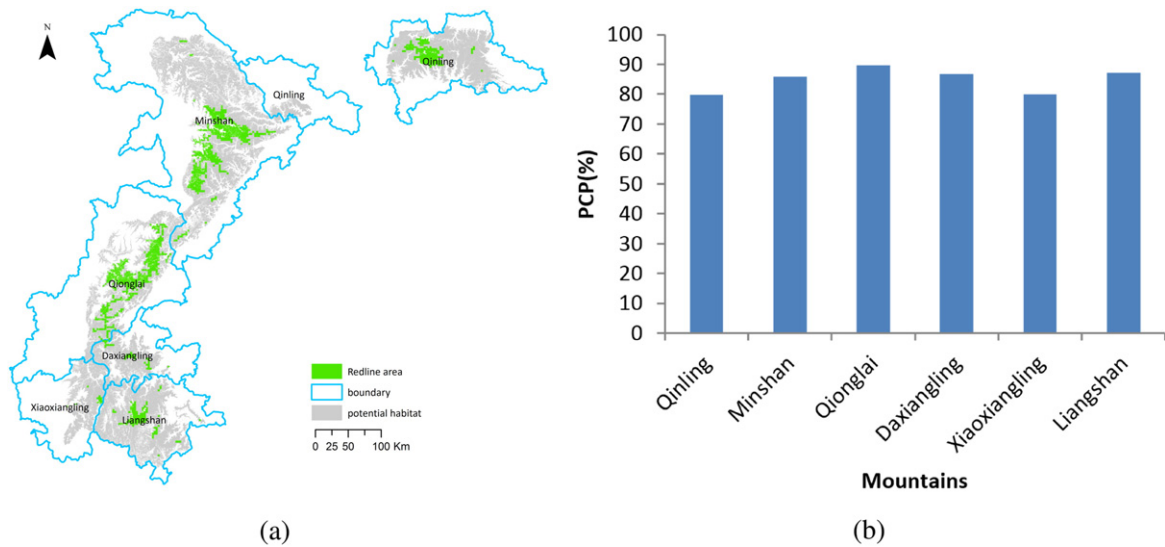 N
Qinling
Qinling
Minshan
Qionglai
Daxiangling
Xiaoxiangling
Liangshan
Redline area
boundary
potential habitat
0 25 50 100 Km
(a)
PCP(%)
100
90
80
70
60
50
40
30
20
10
0
Qinling
Minshan
Qionglai
Daxiangling
Xiaoxiangling
Liangshan
Mountains
(b)